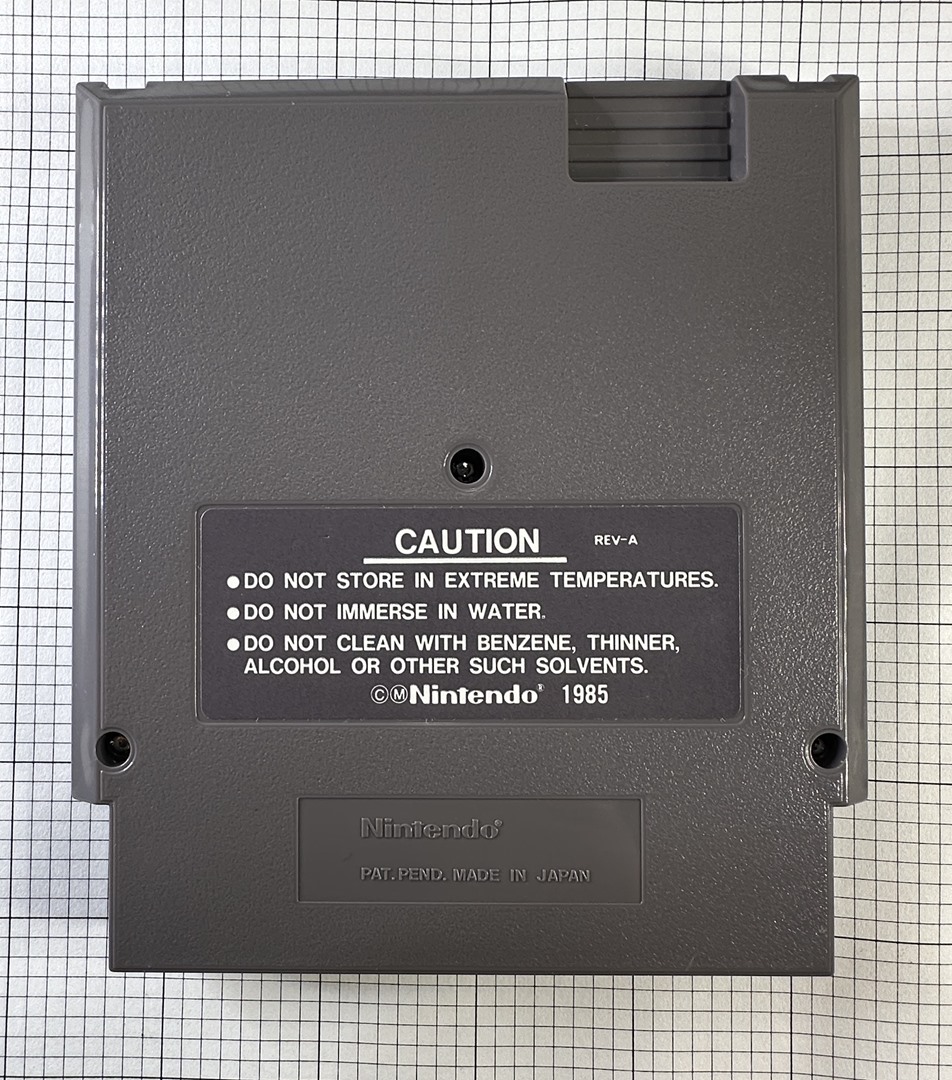 CAUTION REV-A
●DO NOT STORE IN EXTREME TEMPERATURES.
●DO NOT IMMERSE IN WATER.
●DO NOT CLEAN WITH BENZENE, THINNER,
ALCOHOL OR OTHER SUCH SOLVENTS.
ⒸⓂNintendo® 1985
Nintendo®
PAT. PEND. MADE IN JAPAN